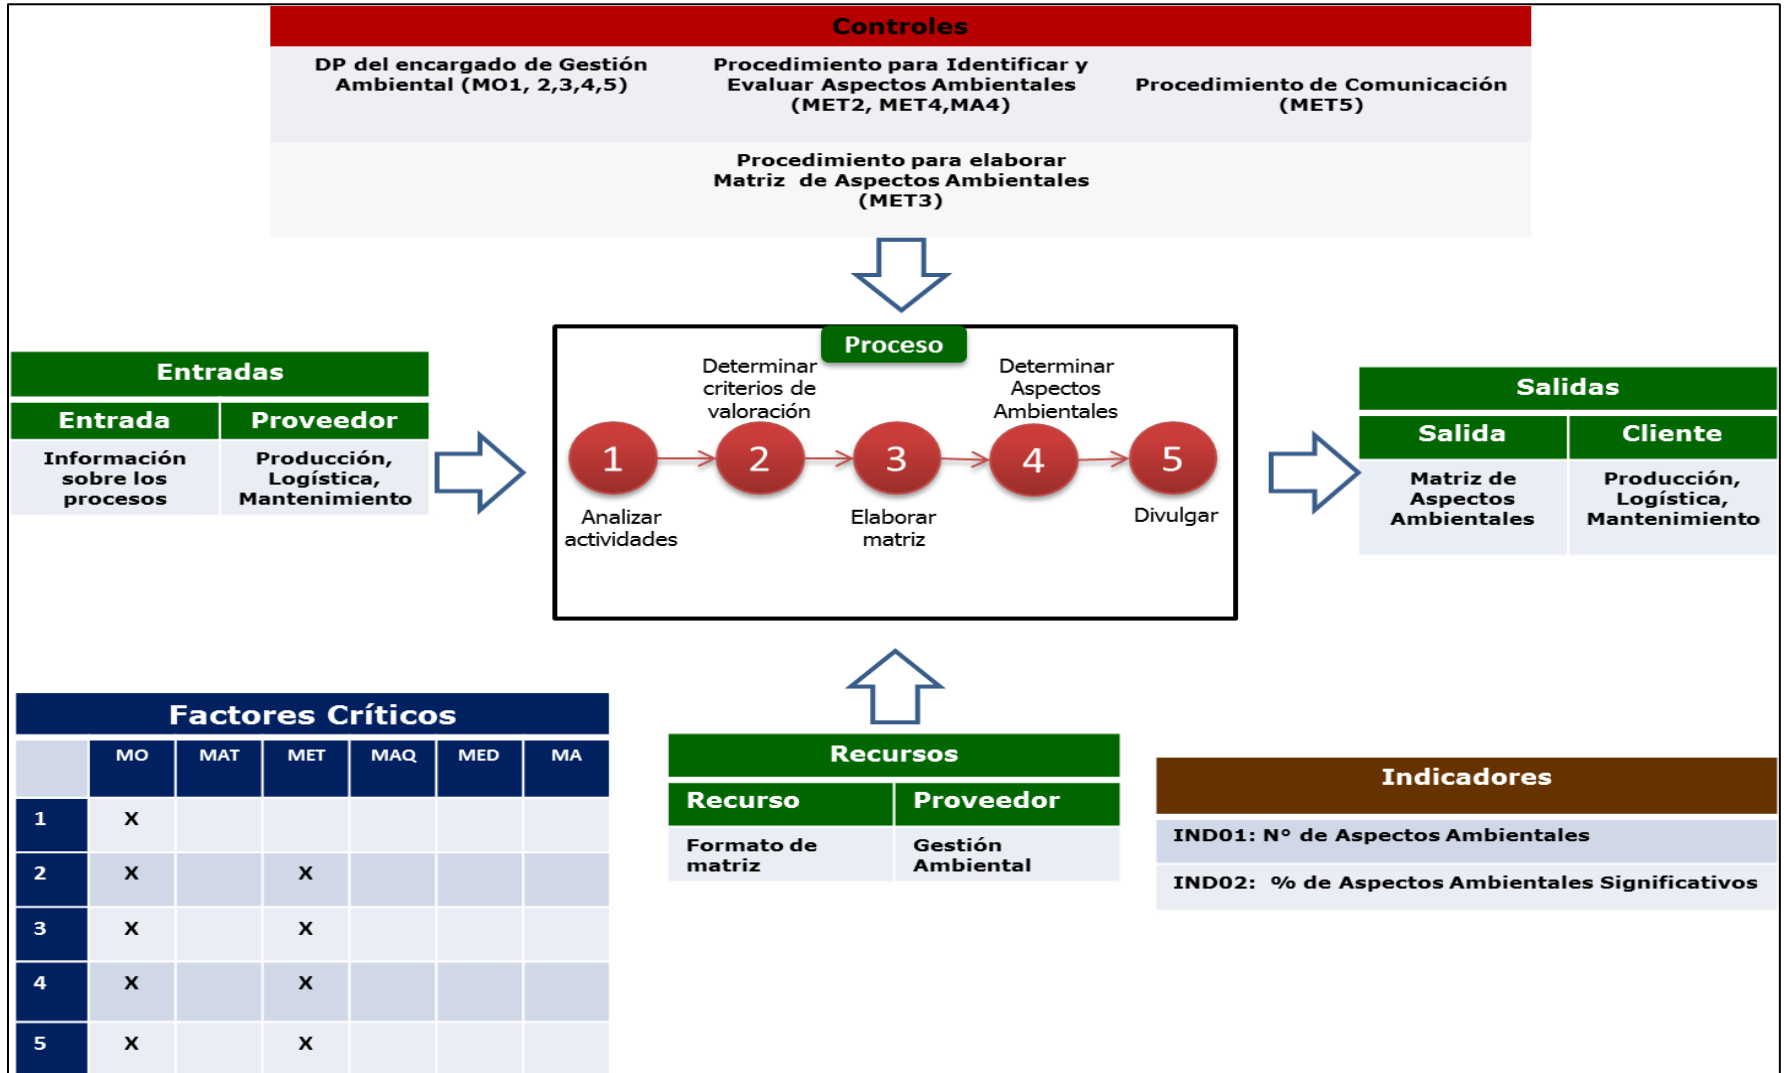 Controles
DP del encargado de Gestión
Ambiental (MO1, 2,3,4,5)
Procedimiento para Identificar y
Evaluar Aspectos Ambientales
(MET2, MET4,MA4)
Procedimiento de Comunicación
(MET5)
Procedimiento para elaborar
Matriz de Aspectos Ambientales
(MET3)
Entradas
Entrada Proveedor
Información
sobre los
procesos
Producción,
Logística,
Mantenimiento
Proceso
Determinar
criterios de
valoración
Determinar
Aspectos
Ambientales
1 2 3 4 5
Analizar
actividades
Elaborar
matriz
Divulgar
Salidas
Salida Cliente
Matriz de
Aspectos
Ambientales
Producción,
Logística,
Mantenimiento
Factores Críticos
MO MAT MET MAQ MED MA
1 X
2 X X
3 X X
4 X X
5 X X
Recursos
Recurso Proveedor
Formato de
matriz
Gestión
Ambiental
Indicadores
IND01: N° de Aspectos Ambientales
IND02: % de Aspectos Ambientales Significativos